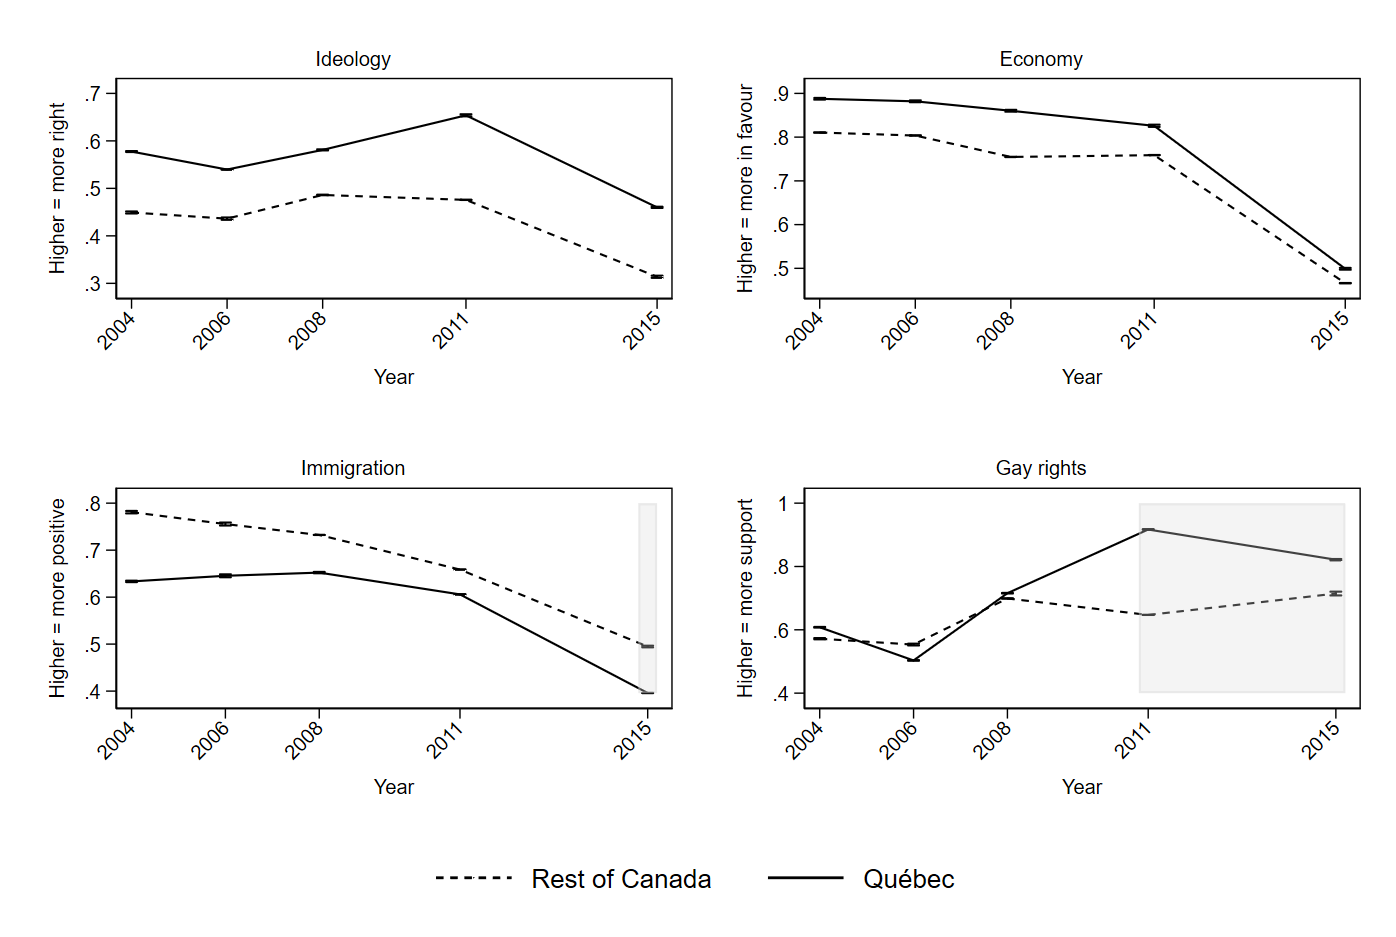 Ideology
Higher = more right
.7
.6
.5
.4
.3
2004
2006
2008
2011
2015
Year
Economy
Higher = more in favour
.9
.8
.7
.6
.5
2004
2006
2008
2011
2015
Year
Immigration
Higher = more positive
.8
.7
.6
.5
.4
2004
2006
2008
2011
2015
Year
Gay rights
Higher = more support
1
.8
.6
.4
2004
2006
2008
2011
2015
Year
Rest of Canada
Québec